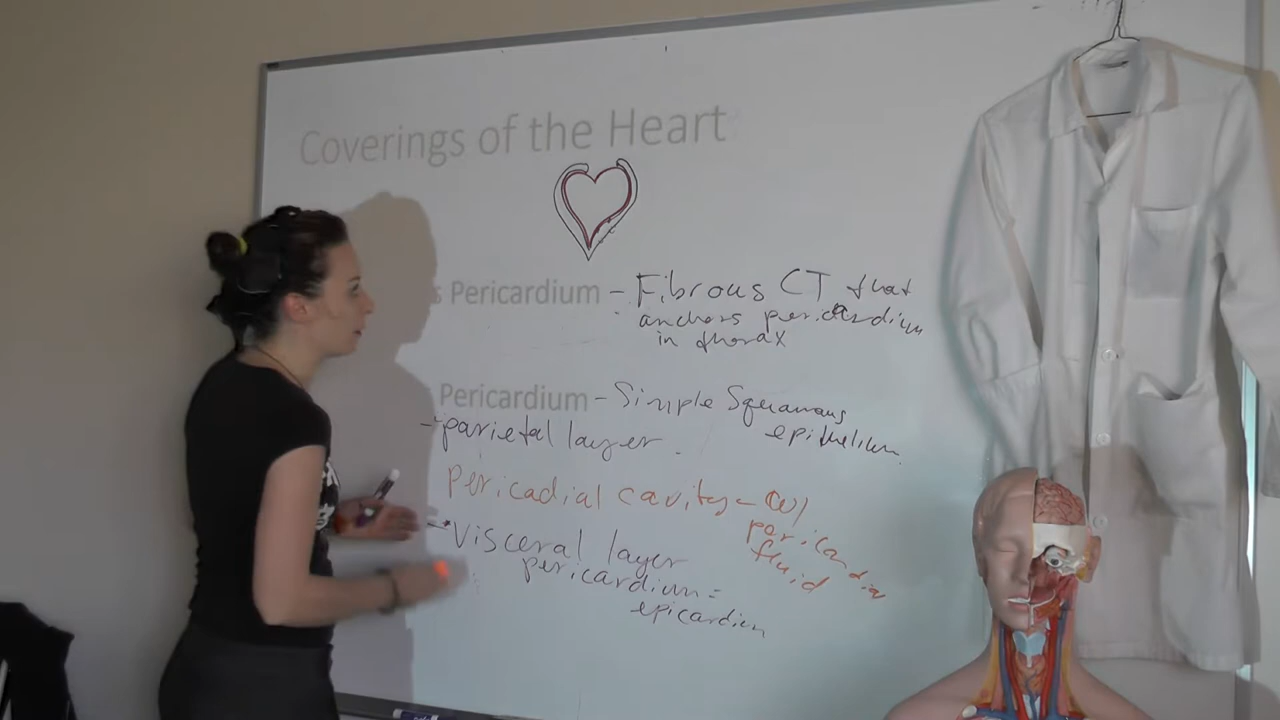 Coverings of the Heart
s Pericardium – Fibrous CT that
anchors pericardium
in thorax
Pericardium – Simple Squamous
epithelium
- parietal layer
pericadial cavity – w/
pericardial
fluid
- Visceral layer
pericardium =
epicardium